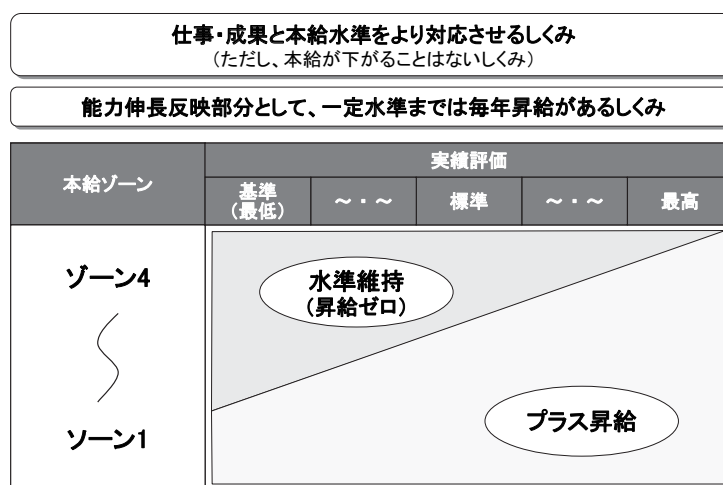 仕事・成果と本給水準をより対応させるしくみ
（ただし、本給が下がることはないしくみ）
能力伸長反映部分として、一定水準までは毎年昇給があるしくみ
本給ゾーン
実績評価
基準
（最低）
～・～
標準
～・～
最高
ゾーン4
水準維持
（昇給ゼロ）
プラス昇給
ソーン1